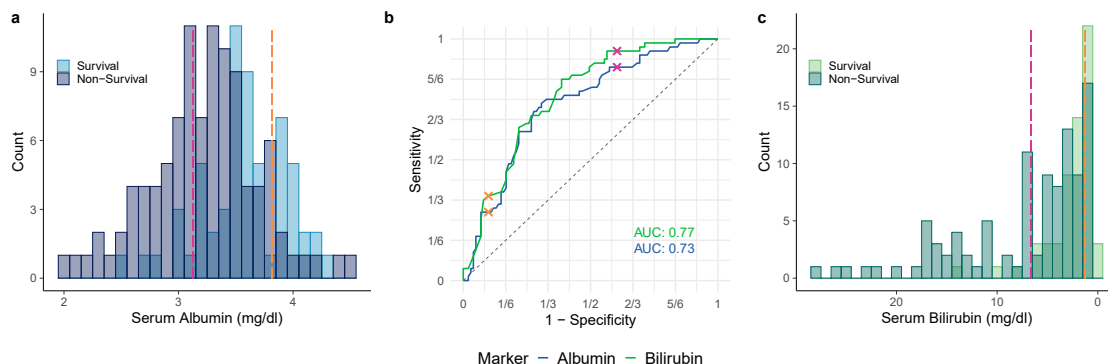 a
Survival
Non−Survival
Count
9
6
3
0
2
3
4
Serum Albumin (mg/dl)
b
Sensitivity
1
5/6
2/3
1/2
1/3
1/6
0
AUC: 0.77
AUC: 0.73
0
1/6
1/3
1/2
2/3
5/6
1
1 − Specificity
Marker Albumin Bilirubin
c
Survival
Non−Survival
Count
20
15
10
5
0
20
10
0
Serum Bilirubin (mg/dl)